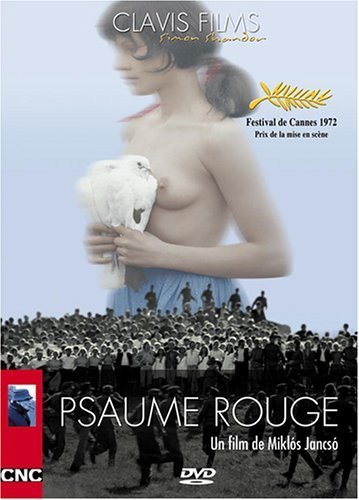 CLAVIS FILMS
simon shandor
Festival de Cannes 1972
Prix de la mise en scène
PSAUME ROUGE
Un film de Miklós Jancsó
CNC
DVD